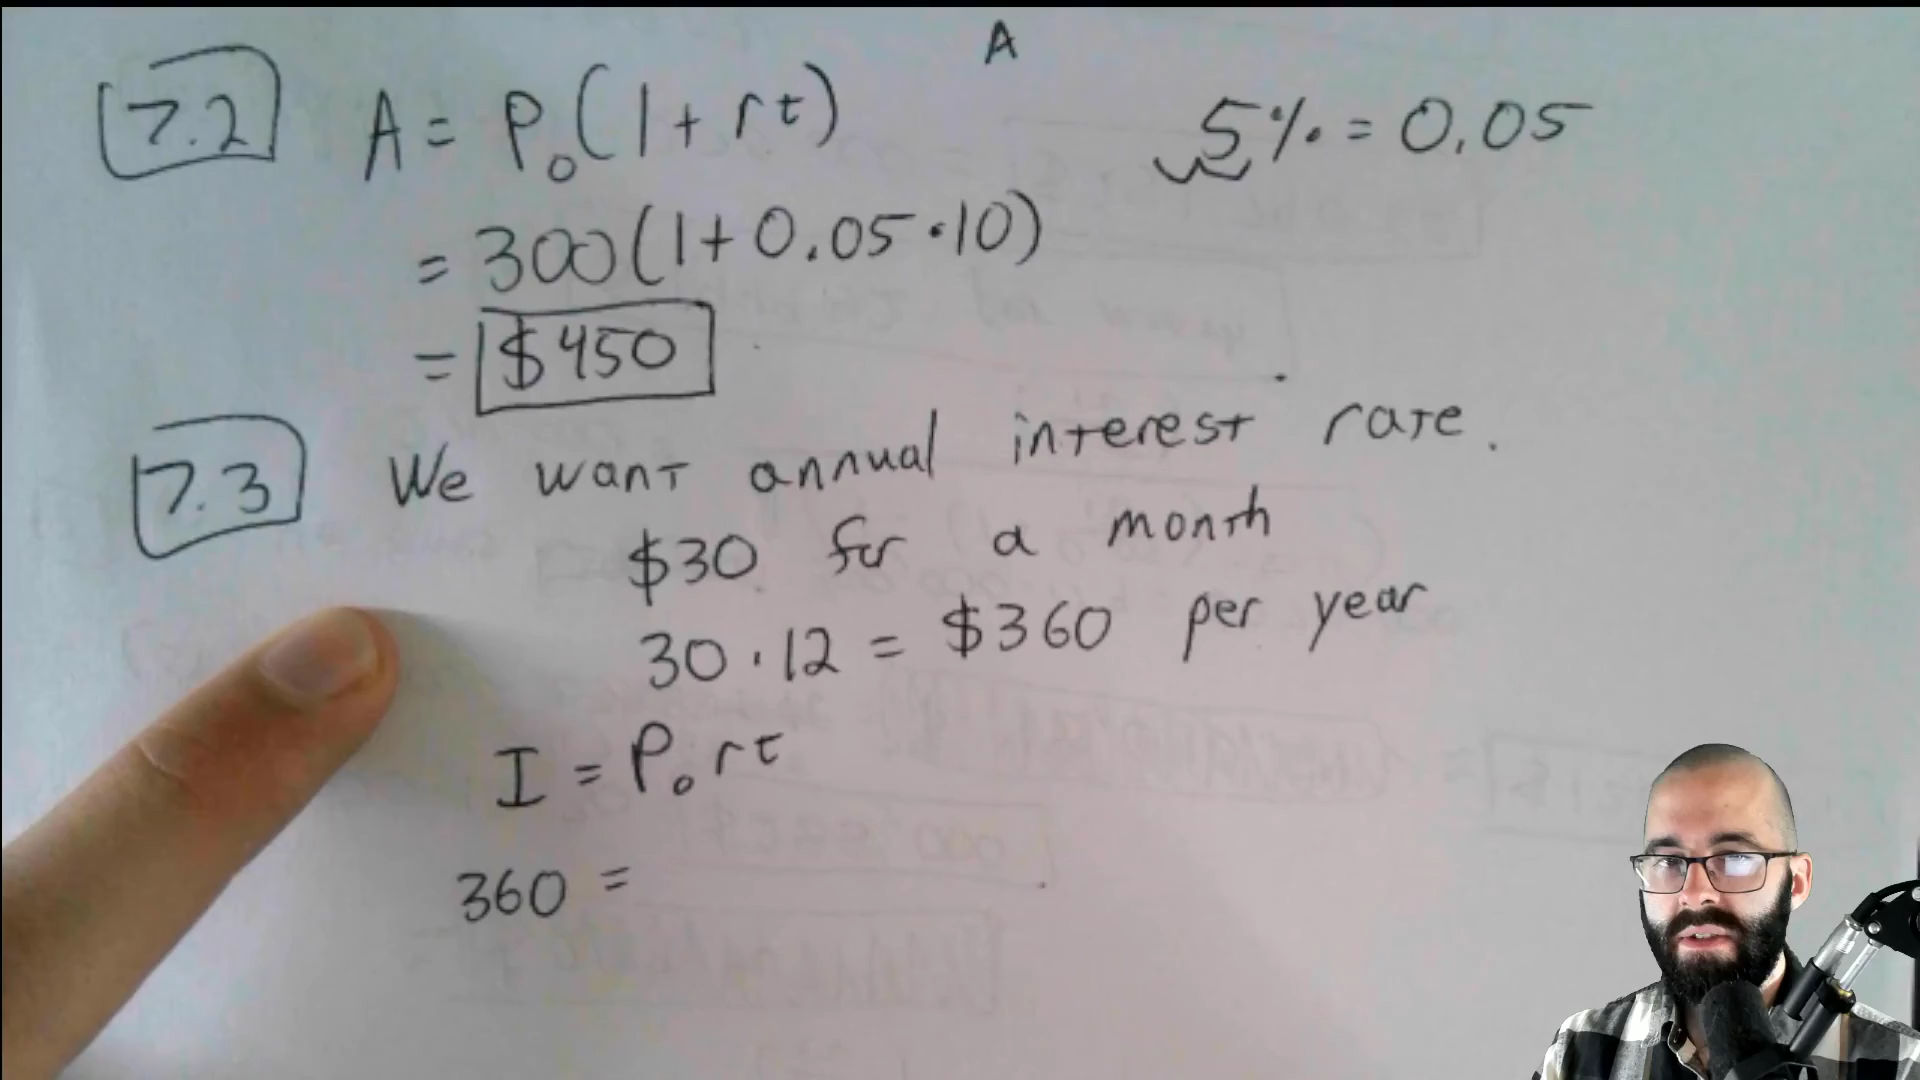 A
7.2 A = P₀(1 + rt) 5% = 0.05
= 300(1 + 0.05 · 10)
= $450
7.3 We want annual interest rate.
$30 for a month
30 · 12 = $360 per year
I = P₀rt
360 =